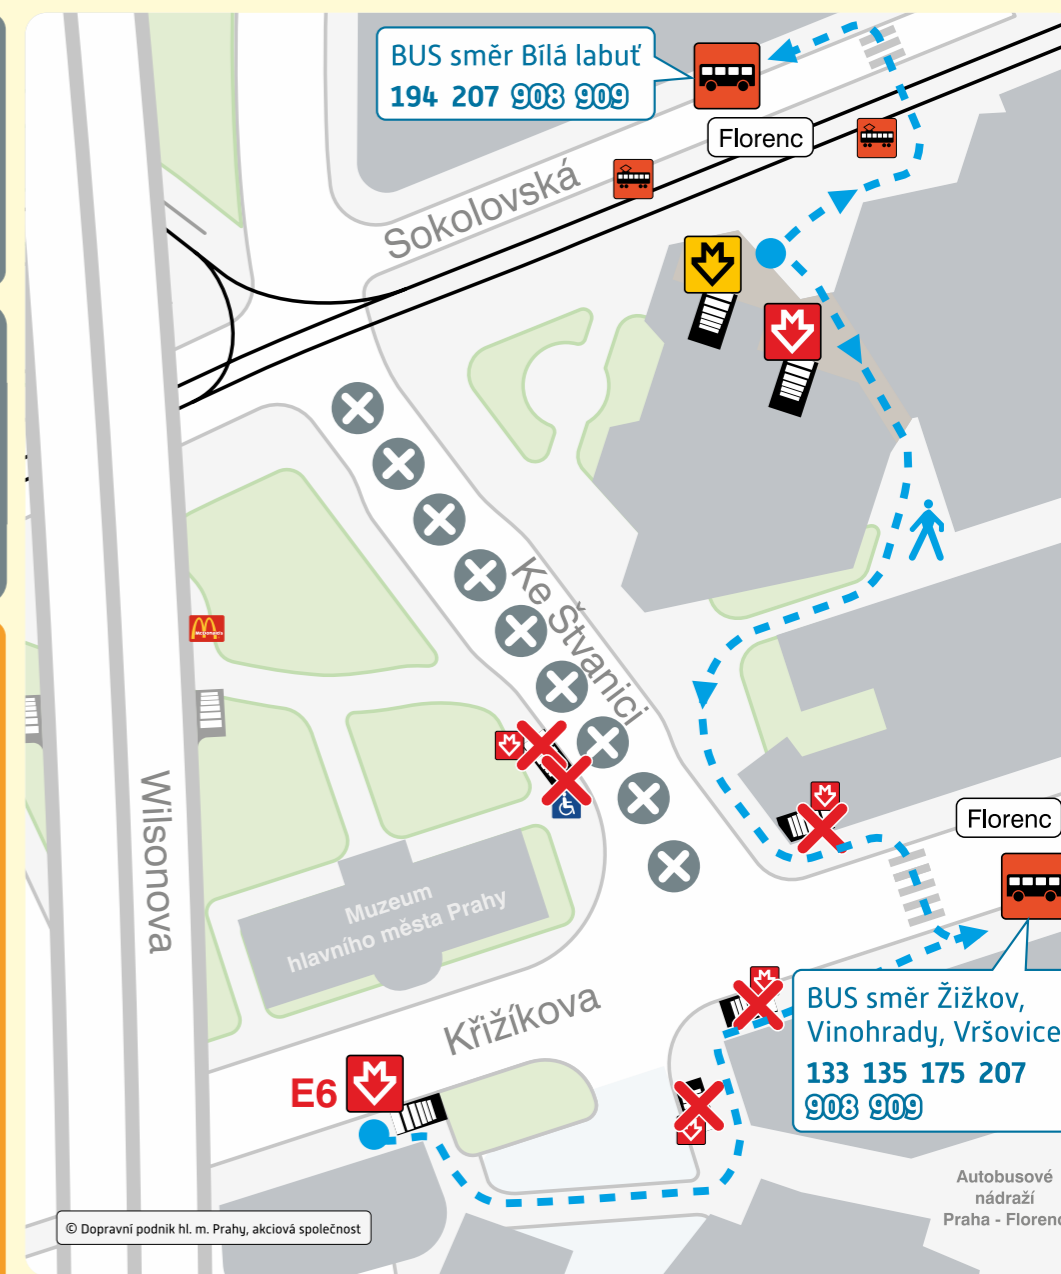 BUS směr Bílá labuť
194 207 908 909
Florenc
Sokolovská
Ke Štvanici
McDonald's
Wilsonova
Florenc
Muzeum
hlavního města Prahy
BUS směr Žižkov,
Vinohrady, Vršovice
133 135 175 207
908 909
Křižíkova
E6
Autobusové
nádraží
Praha - Florenc
© Dopravní podnik hl. m. Prahy, akciová společnost